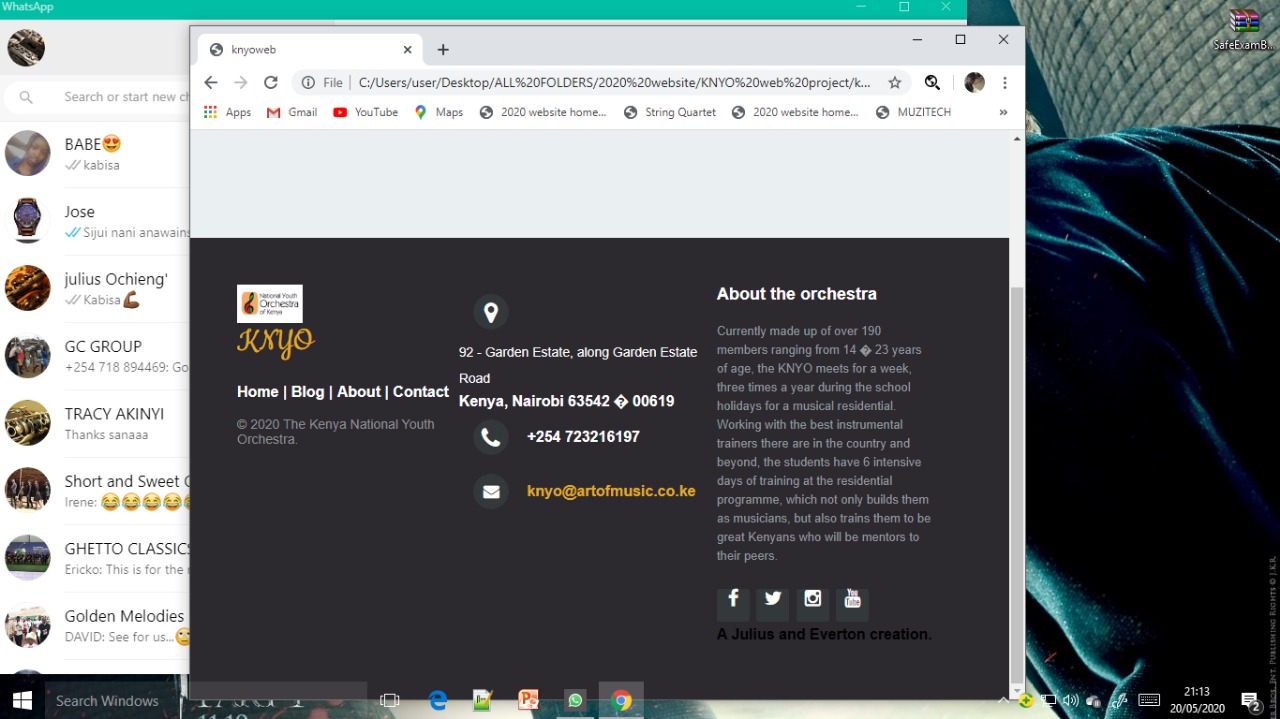 WhatsApp
SafeExamB...
knyoweb
File
C:/Users/user/Desktop/ALL%20FOLDERS/2020%20website/KNYO%20web%20project/k...
Apps
Gmail
YouTube
Maps
2020 website home...
String Quartet
2020 website home...
MUZITECH
»
Search or start new ch
BABE😍
kabisa
Jose
Sijui nani anawains
julius Ochieng'
Kabisa💪🏾
GC GROUP
+254 718 894469: Go
TRACY AKINYI
Thanks sanaaa
Short and Sweet
Irene: 😂😂😂😂
GHETTO CLASSICS
Ericko: This is for the
Golden Melodies
DAVID: See for us...🙄
National Youth
Orchestra
of Kenya
KNYO
Home | Blog | About | Contact
© 2020 The Kenya National Youth
Orchestra.
92 - Garden Estate, along Garden Estate
Road
Kenya, Nairobi 63542 � 00619
+254 723216197
knyo@artofmusic.co.ke
About the orchestra
Currently made up of over 190
members ranging from 14 � 23 years
of age, the KNYO meets for a week,
three times a year during the school
holidays for a musical residential.
Working with the best instrumental
trainers there are in the country and
beyond, the students have 6 intensive
days of training at the residential
programme, which not only builds them
as musicians, but also trains them to be
great Kenyans who will be mentors to
their peers.
You
Tube
A Julius and Everton creation.
Search Windows
21:13
20/05/2020
2